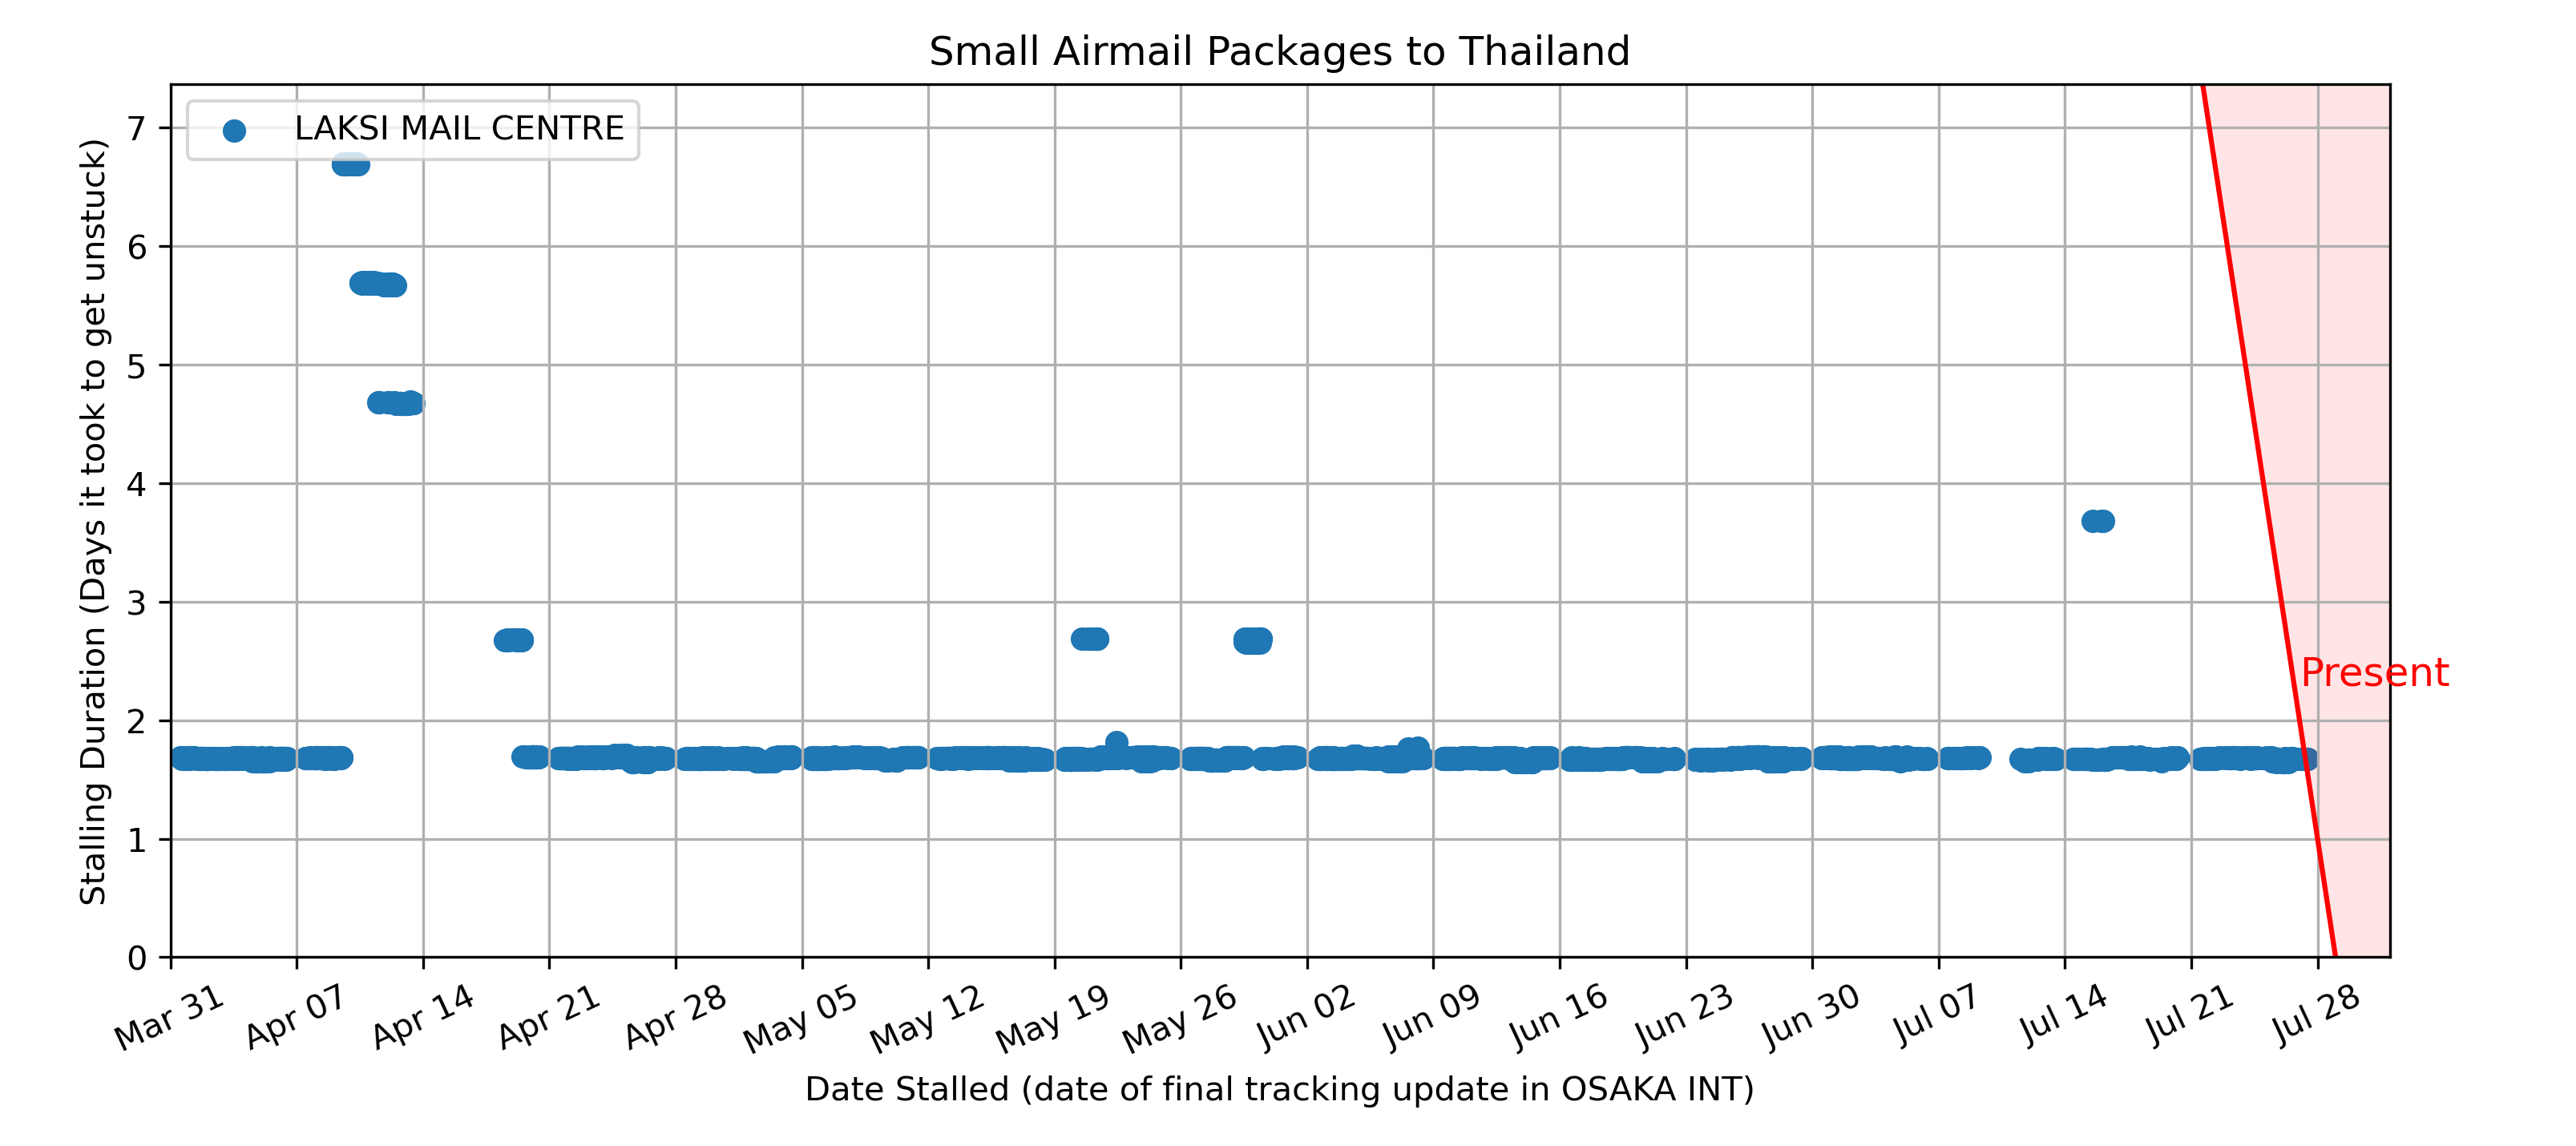 Small Airmail Packages to Thailand
LAKSI MAIL CENTRE
Stalling Duration (Days it took to get unstuck)
7
6
5
4
3
2
1
0
Present
Mar 31
Apr 07
Apr 14
Apr 21
Apr 28
May 05
May 12
May 19
May 26
Jun 02
Jun 09
Jun 16
Jun 23
Jun 30
Jul 07
Jul 14
Jul 21
Jul 28
Date Stalled (date of final tracking update in OSAKA INT)